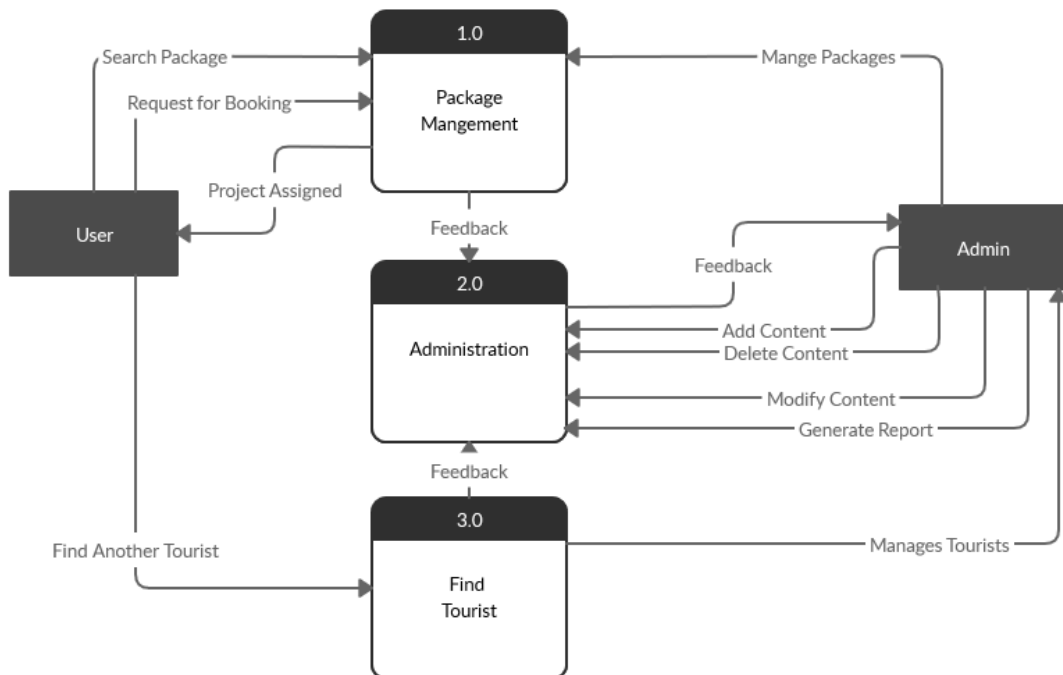 1.0
Search Package
Mange Packages
Package
Mangement
Request for Booking
Project Assigned
User
Feedback
Admin
Feedback
2.0
Add Content
Administration
Delete Content
Modify Content
Generate Report
Feedback
3.0
Find Another Tourist
Manages Tourists
Find
Tourist